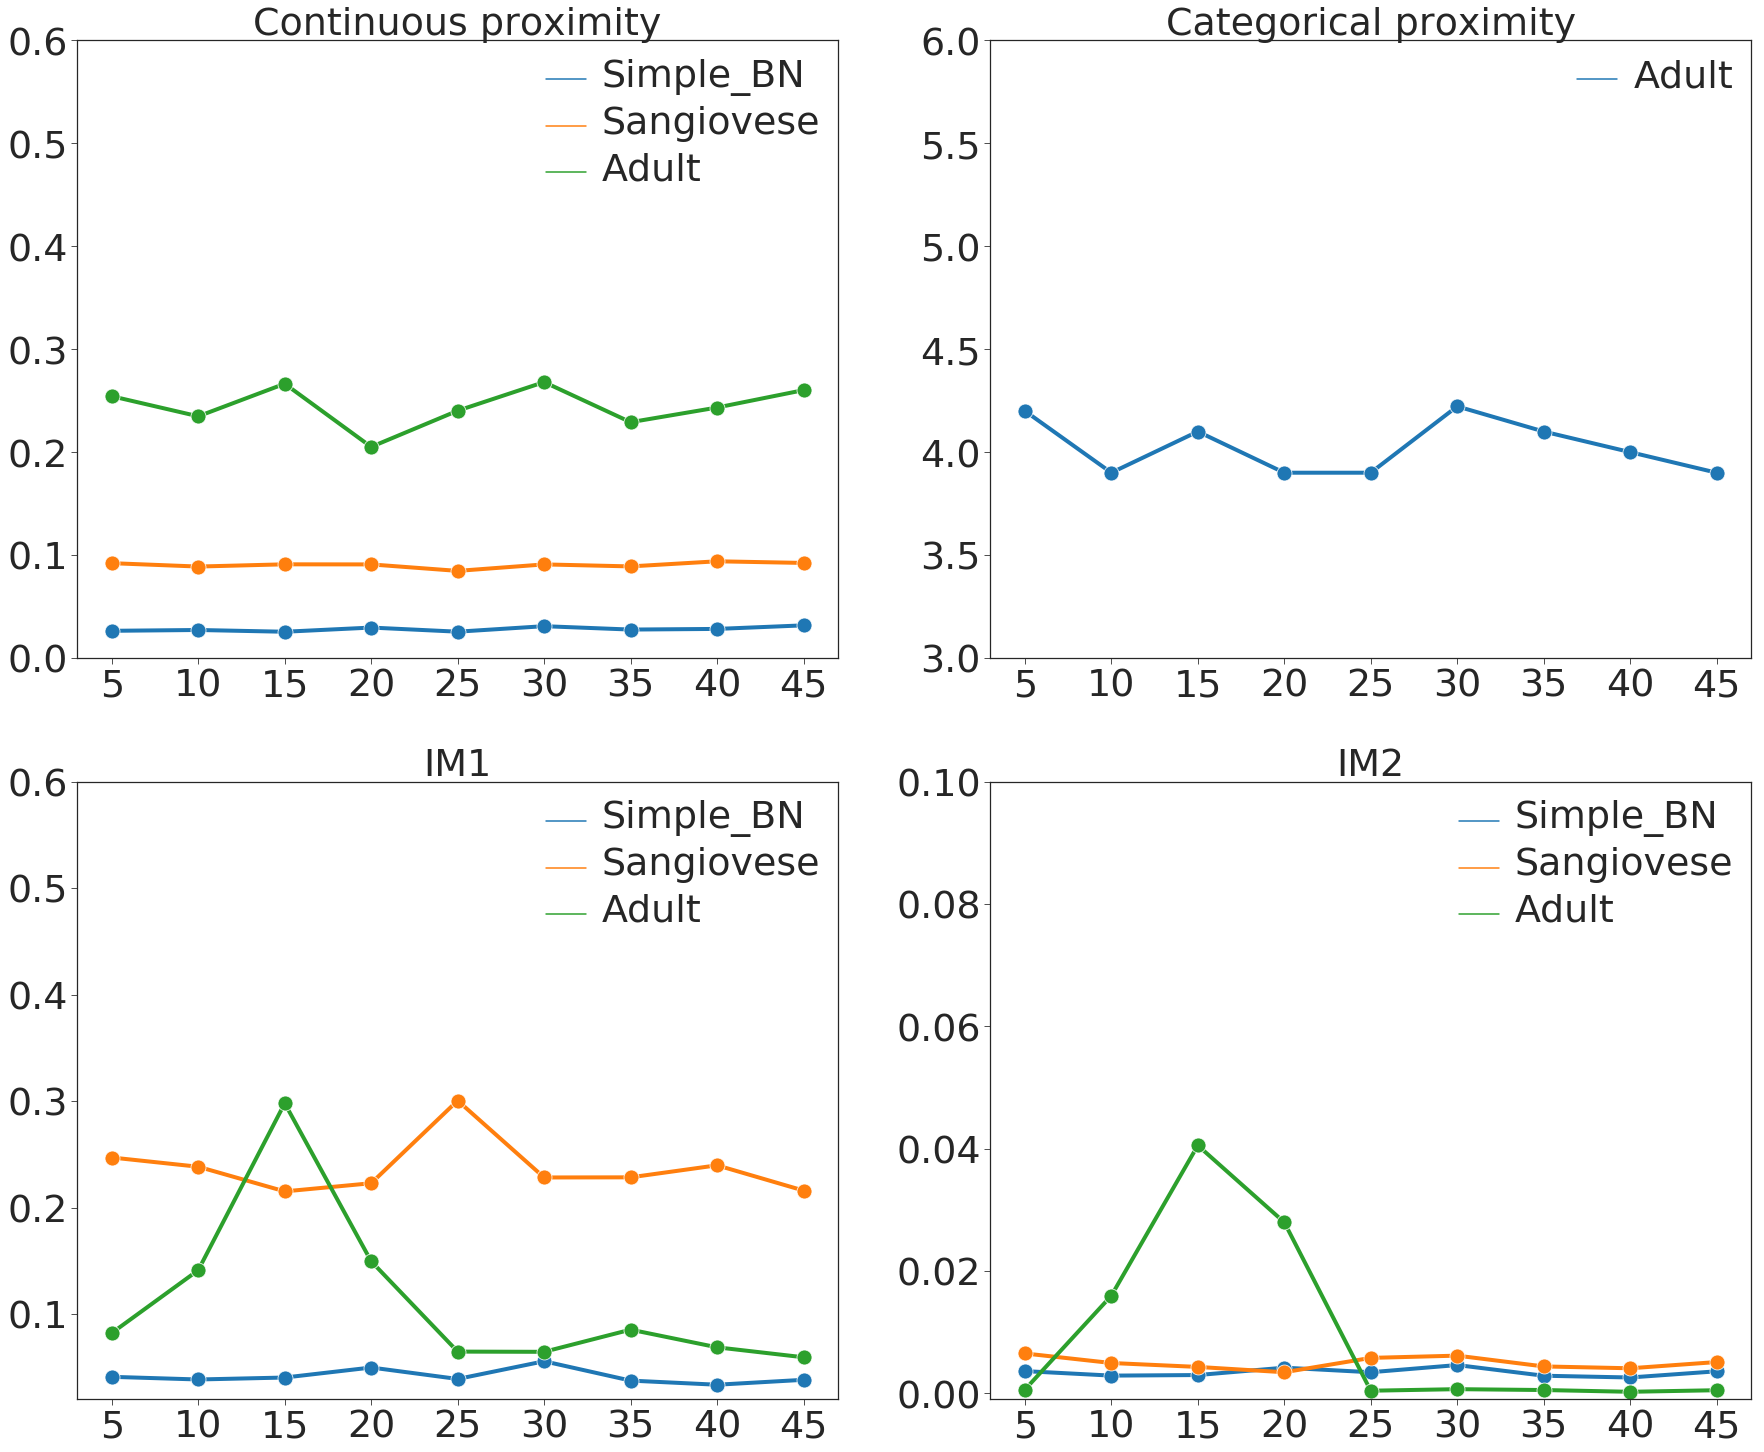 Continuous proximity
0.6
0.5
0.4
0.3
0.2
0.1
0.0
Simple_BN
Sangiovese
Adult
5 10 15 20 25 30 35 40 45
Categorical proximity
6.0
5.5
5.0
4.5
4.0
3.5
3.0
Adult
5 10 15 20 25 30 35 40 45
IM1
0.6
0.5
0.4
0.3
0.2
0.1
Simple_BN
Sangiovese
Adult
5 10 15 20 25 30 35 40 45
IM2
0.10
0.08
0.06
0.04
0.02
0.00
Simple_BN
Sangiovese
Adult
5 10 15 20 25 30 35 40 45